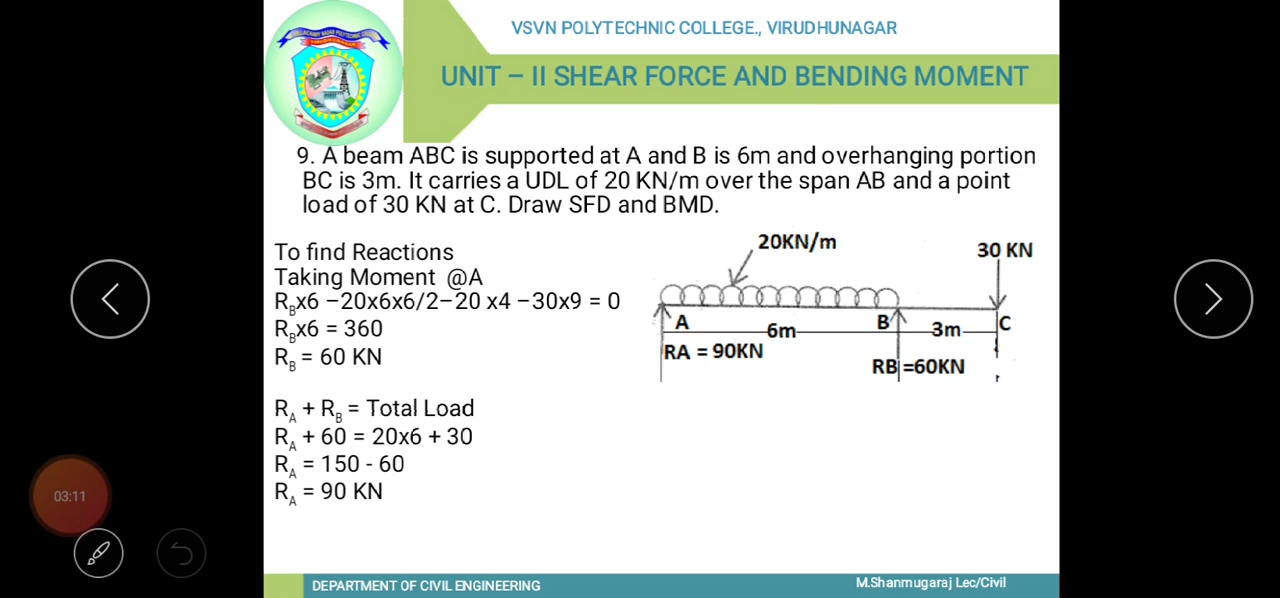 VSVN POLYTECHNIC COLLEGE., VIRUDHUNAGAR
UNIT – II SHEAR FORCE AND BENDING MOMENT
9. A beam ABC is supported at A and B is 6m and overhanging portion
BC is 3m. It carries a UDL of 20 KN/m over the span AB and a point
load of 30 KN at C. Draw SFD and BMD.
To find Reactions
Taking Moment @A
RBx6 –20x6x6/2–20 x4 –30x9 = 0
RBx6 = 360
RB = 60 KN
RA + RB = Total Load
RA + 60 = 20x6 + 30
RA = 150 - 60
RA = 90 KN
20KN/m
30 KN
A
B
C
6m
3m
RA = 90KN
RB =60KN
03:11
DEPARTMENT OF CIVIL ENGINEERING
M.Shanmugaraj Lec/Civil